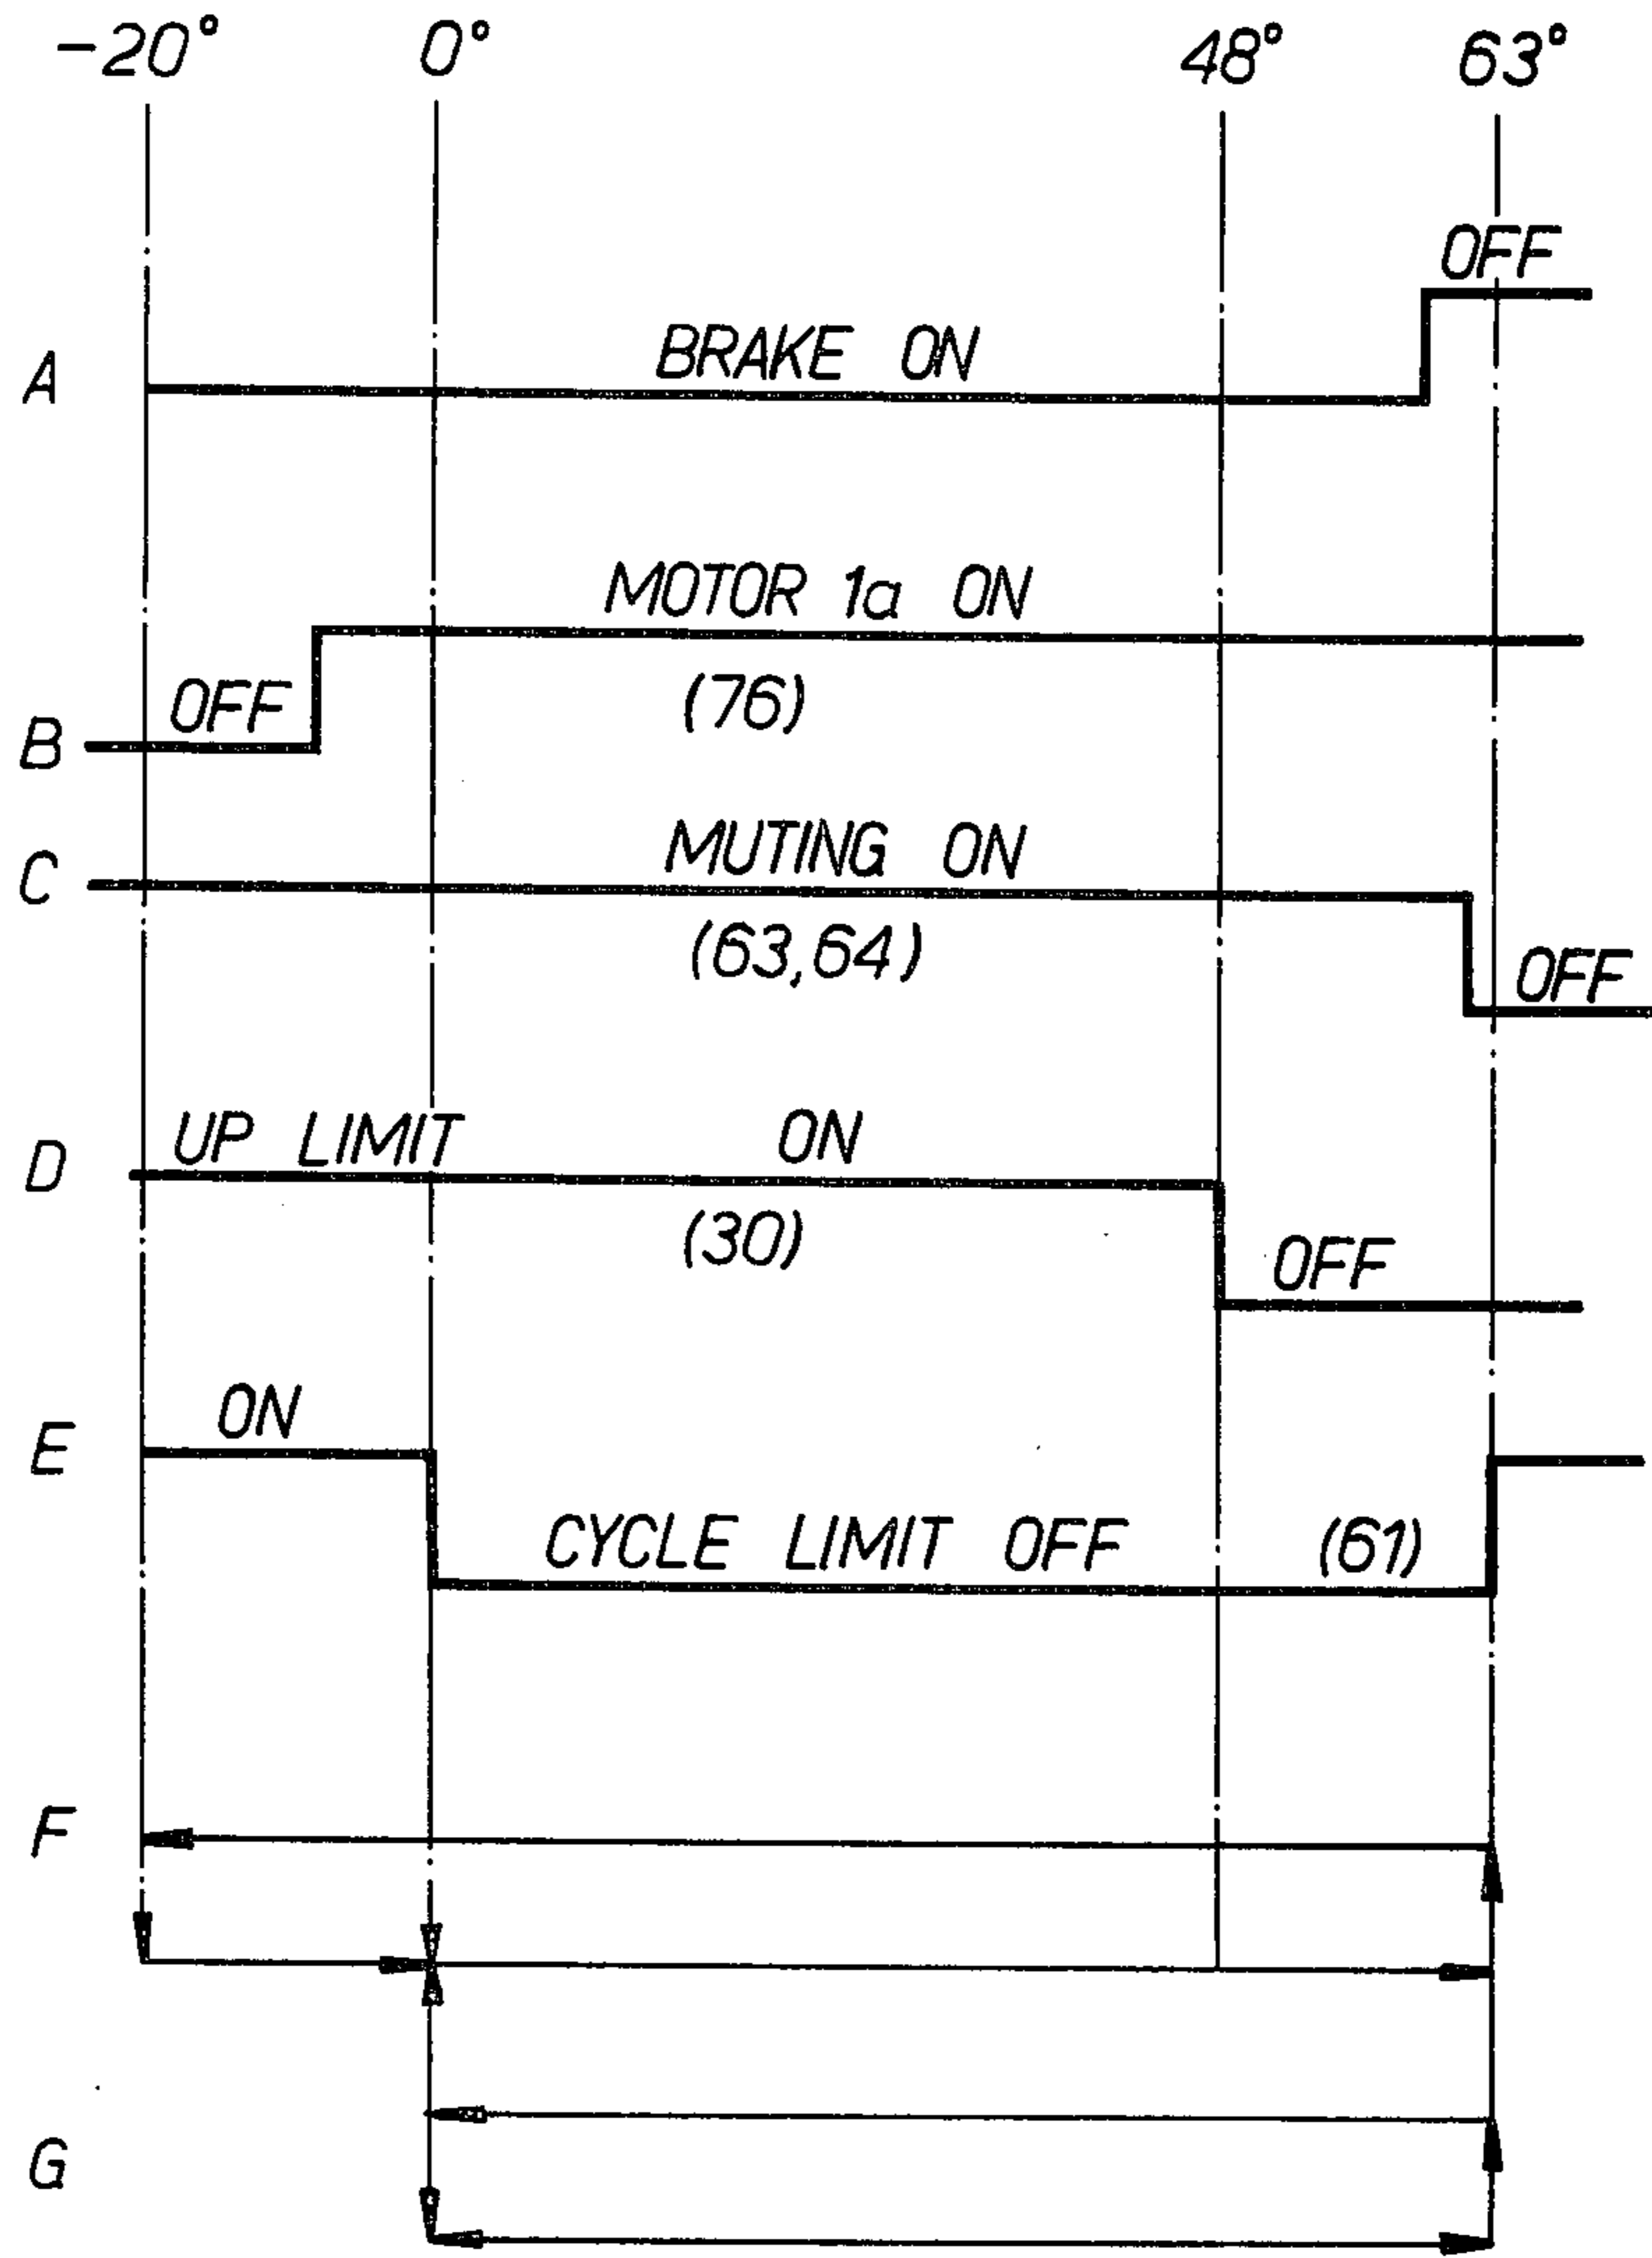 -20° 0° 48° 63°
OFF
A BRAKE ON
MOTOR 1a ON
B OFF (76)
C MUTING ON
(63,64) OFF
D UP LIMIT ON
(30) OFF
E ON
CYCLE LIMIT OFF (61)
F
G